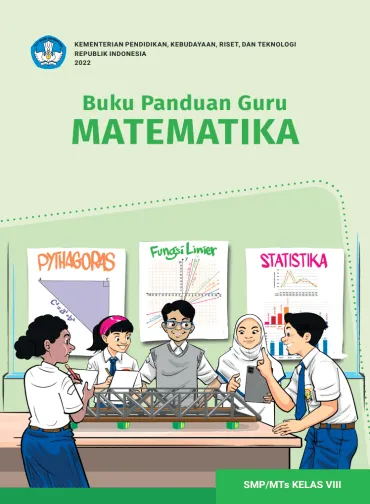 KEMENTERIAN PENDIDIKAN, KEBUDAYAAN, RISET, DAN TEKNOLOGI
REPUBLIK INDONESIA
2022
Buku Panduan Guru
MATEMATIKA
PYTHAGORAS
Fungsi Linier
STATISTIKA
SMP/MTs KELAS VIII